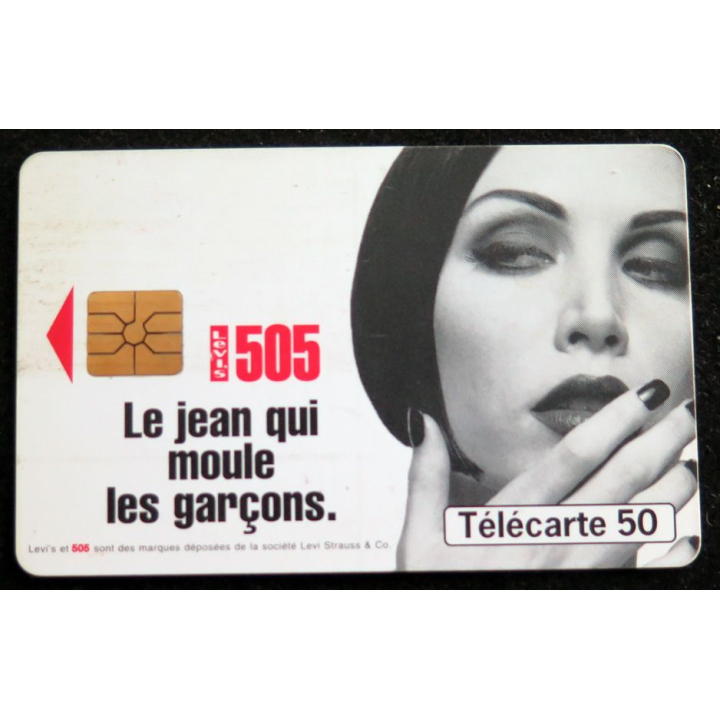 LEVI'S 505
Le jean qui
moule
les garçons.
Télécarte 50
Levi's et 505 sont des marques déposées de la société Levi Strauss & Co.